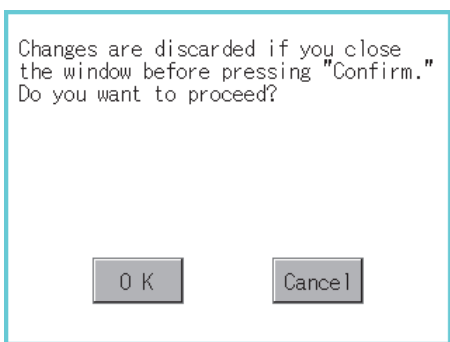 Changes are discarded if you close
the window before pressing "Confirm."
Do you want to proceed?
O K
Cancel